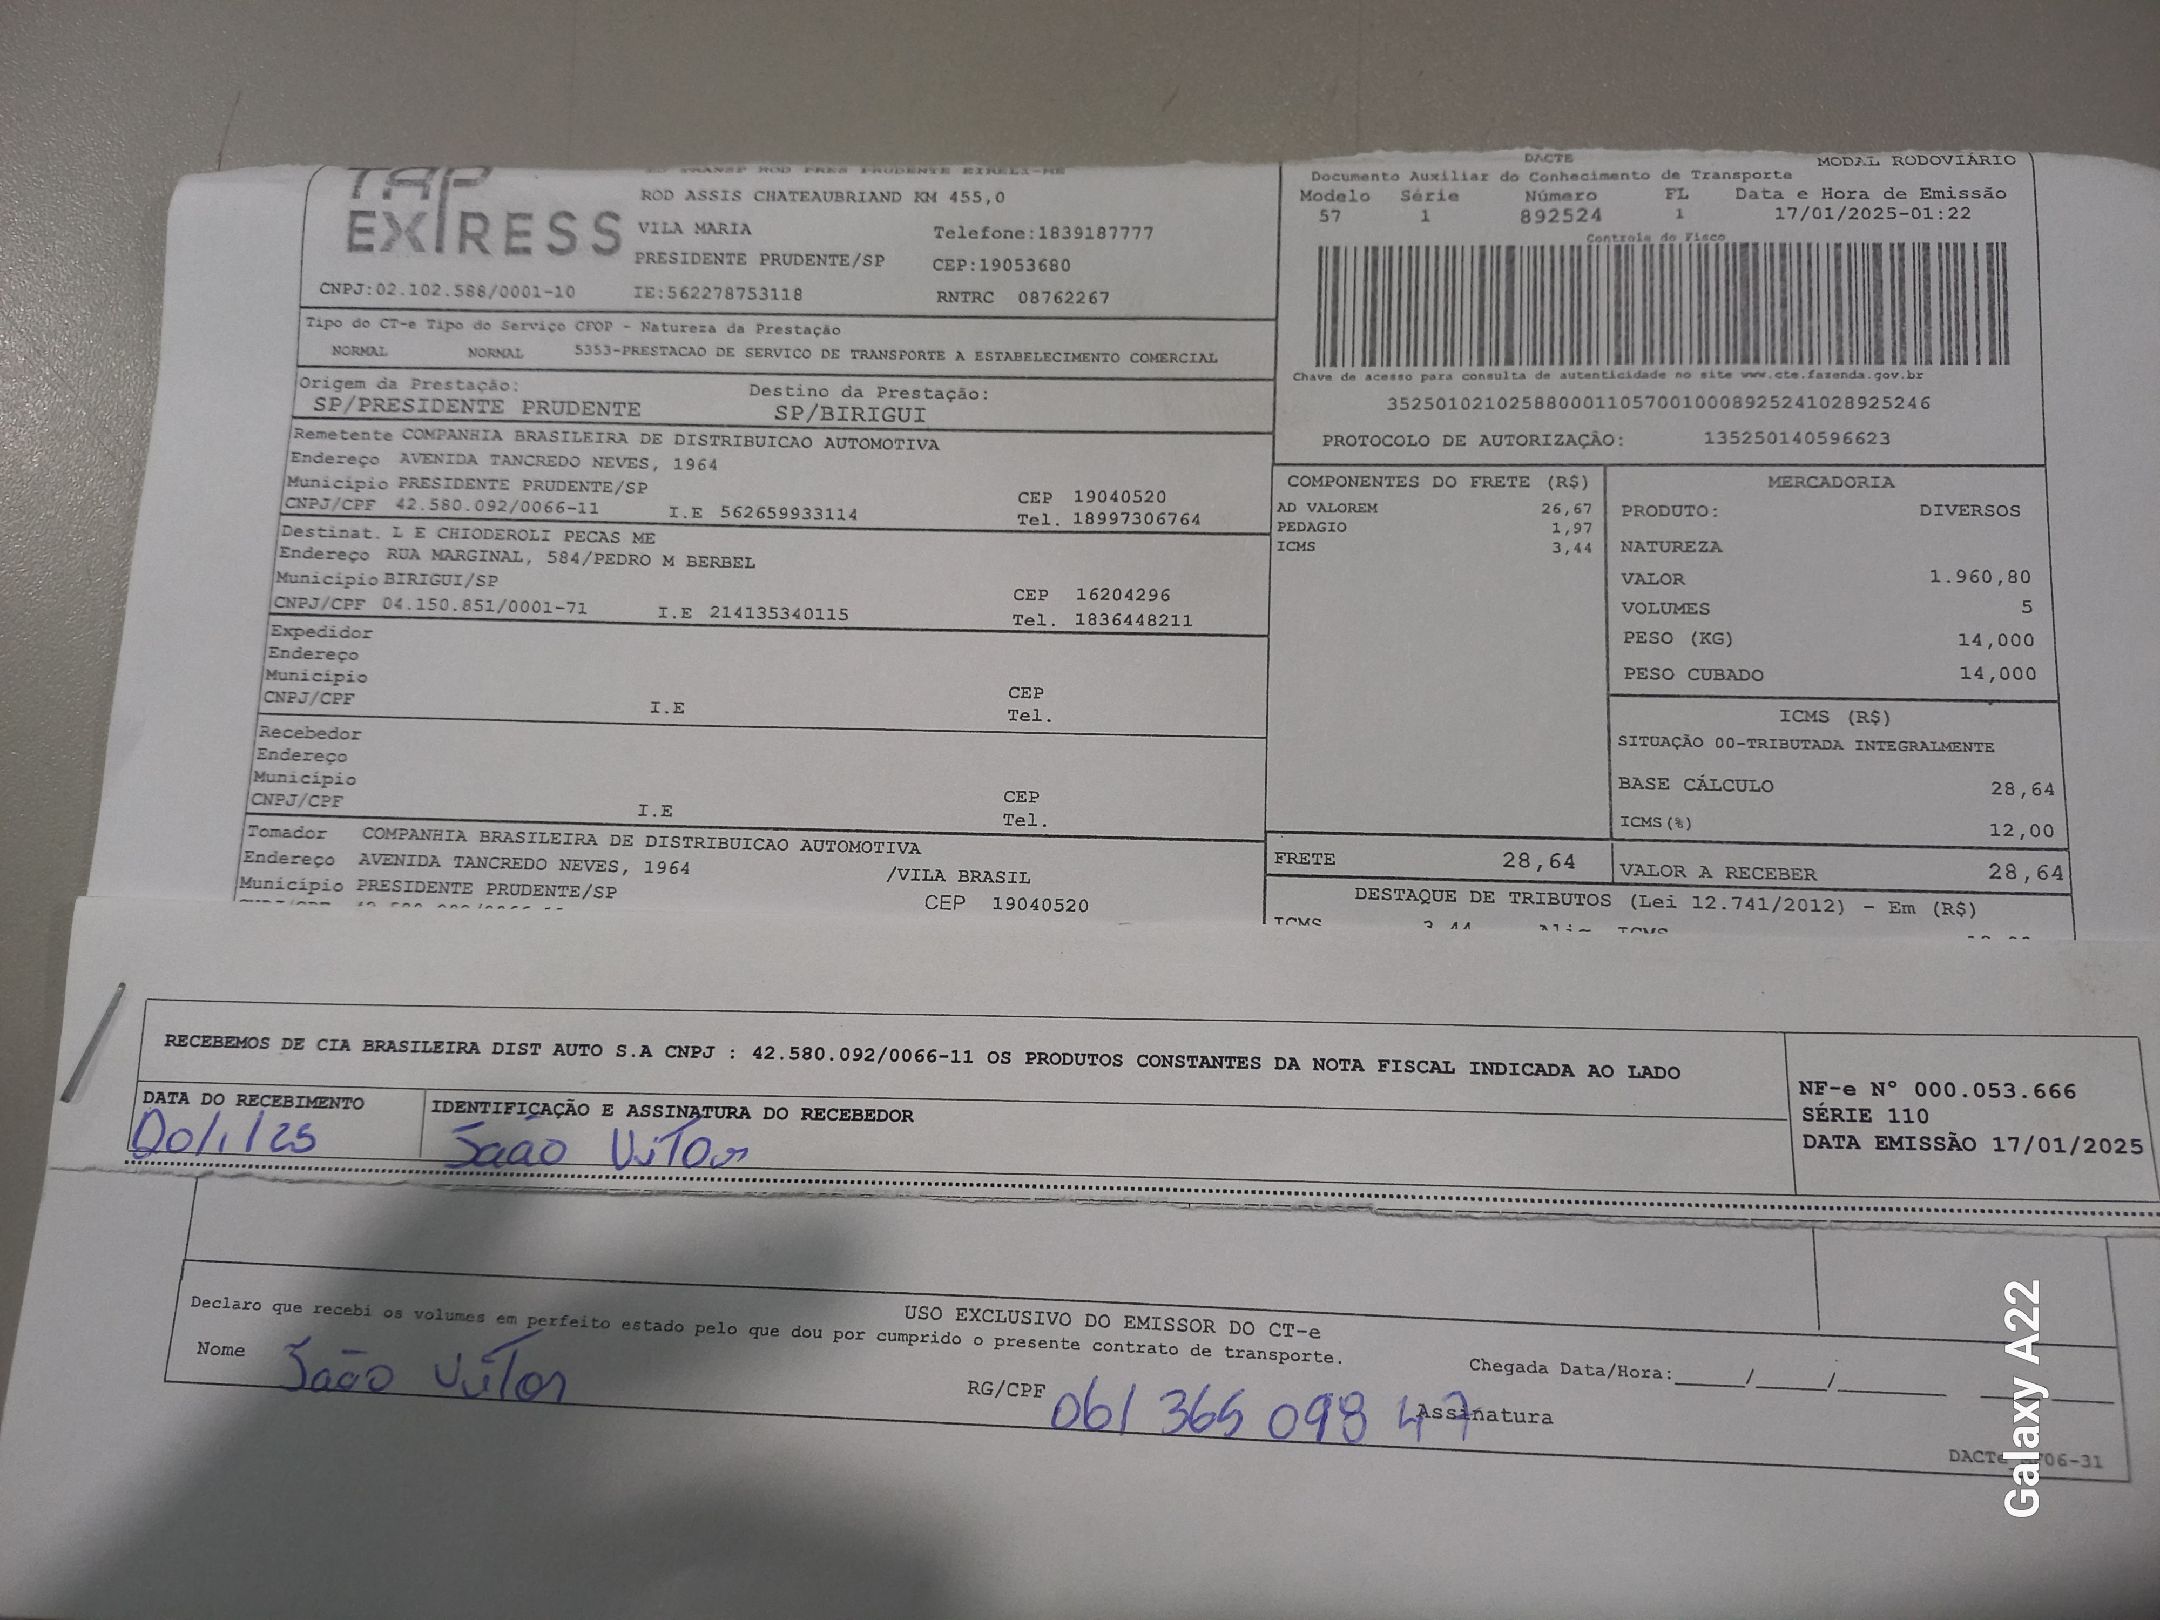 TAP
EXPRESS
ROD ASSIS CHATEAUBRIAND KM 455,0
VILA MARIA
Telefone:1839187777
PRESIDENTE PRUDENTE/SP
CEP:19053680
CNPJ:02.102.588/0001-10
IE:562278753118
RNTRC 08762267
Tipo do CT-e Tipo do Serviço CFOP - Natureza da Prestação
NORMAL NORMAL 5353-PRESTACAO DE SERVICO DE TRANSPORTE A ESTABELECIMENTO COMERCIAL
Origem da Prestação:
SP/PRESIDENTE PRUDENTE
Destino da Prestação:
SP/BIRIGUI
Remetente COMPANHIA BRASILEIRA DE DISTRIBUICAO AUTOMOTIVA
Endereço AVENIDA TANCREDO NEVES, 1964
Município PRESIDENTE PRUDENTE/SP
CEP 19040520
CNPJ/CPF 42.580.092/0066-11 I.E 562659933114 Tel. 18997306764
Destinat. L E CHIODEROLI PECAS ME
Endereço RUA MARGINAL, 584/PEDRO M BERBEL
Município BIRIGUI/SP
CEP 16204296
CNPJ/CPF 04.150.851/0001-71 I.E 214135340115 Tel. 1836448211
Expedidor
Endereço
Município
CEP
CNPJ/CPF I.E Tel.
Recebedor
Endereço
Município
CEP
CNPJ/CPF I.E Tel.
Tomador COMPANHIA BRASILEIRA DE DISTRIBUICAO AUTOMOTIVA
Endereço AVENIDA TANCREDO NEVES, 1964 /VILA BRASIL
Município PRESIDENTE PRUDENTE/SP CEP 19040520
DACTE
MODAL RODOVIÁRIO
Documento Auxiliar do Conhecimento de Transporte
Modelo Série Número FL Data e Hora de Emissão
57 1 892524 1 17/01/2025-01:22
Controle do Fisco
Chave de acesso para consulta de autenticidade no site www.cte.fazenda.gov.br
35250102102588000110570010008925241028925246
PROTOCOLO DE AUTORIZAÇÃO: 135250140596623
COMPONENTES DO FRETE (R$)
AD VALOREM 26,67
PEDAGIO 1,97
ICMS 3,44
FRETE 28,64
MERCADORIA
PRODUTO: DIVERSOS
NATUREZA
VALOR 1.960,80
VOLUMES 5
PESO (KG) 14,000
PESO CUBADO 14,000
ICMS (R$)
SITUAÇÃO 00-TRIBUTADA INTEGRALMENTE
BASE CÁLCULO 28,64
ICMS(%) 12,00
VALOR A RECEBER 28,64
DESTAQUE DE TRIBUTOS (Lei 12.741/2012) - Em (R$)
RECEBEMOS DE CIA BRASILEIRA DIST AUTO S.A CNPJ : 42.580.092/0066-11 OS PRODUTOS CONSTANTES DA NOTA FISCAL INDICADA AO LADO
DATA DO RECEBIMENTO
20/1/25
IDENTIFICAÇÃO E ASSINATURA DO RECEBEDOR
João Vitor
NF-e N° 000.053.666
SÉRIE 110
DATA EMISSÃO 17/01/2025
USO EXCLUSIVO DO EMISSOR DO CT-e
Declaro que recebi os volumes em perfeito estado pelo que dou por cumprido o presente contrato de transporte.
Nome João Vitor
RG/CPF 061 365 098 47
Chegada Data/Hora:____/____/______
Assinatura
Galaxy A22